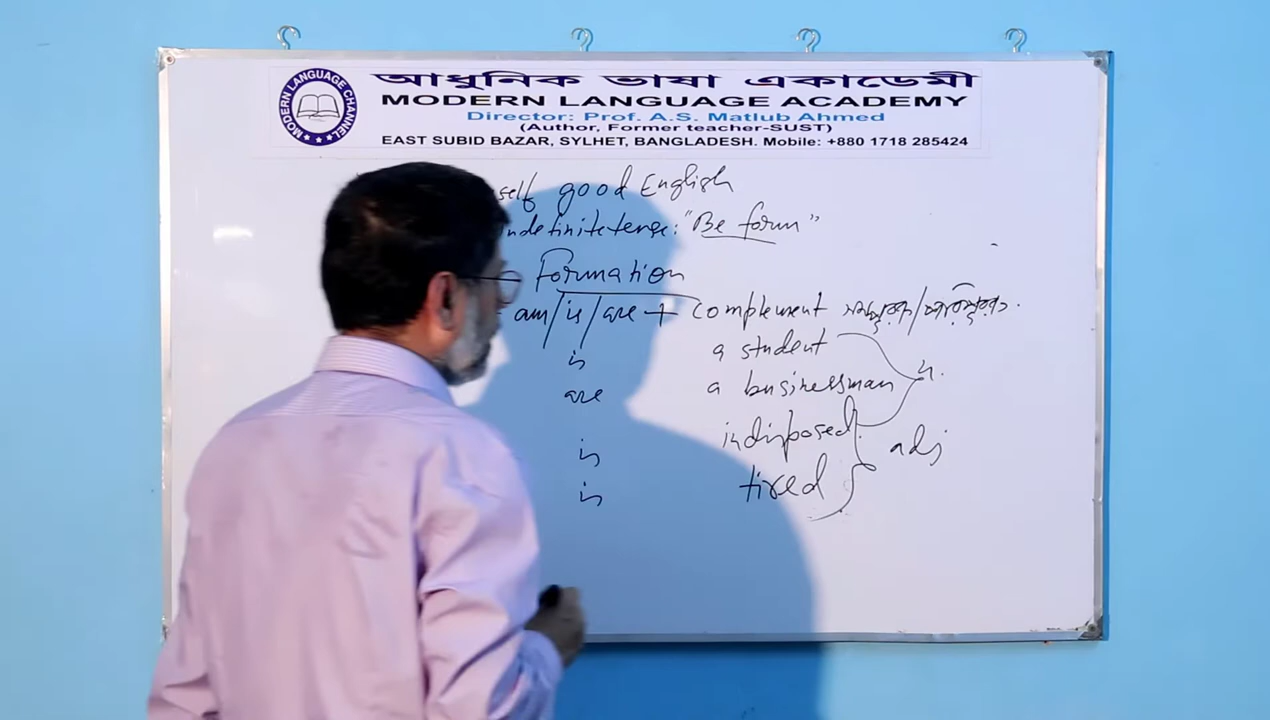 আধুনিক ভাষা একাডেমী
MODERN LANGUAGE ACADEMY
Director: Prof. A.S. Matlub Ahmed
(Author, Former teacher-SUST)
EAST SUBID BAZAR, SYLHET, BANGLADESH. Mobile: +880 1718 285424
MODERN LANGUAGE CHANNEL
self good English
ndefinite tense: "Be form"
Formation
am/is/are + complement
is a student
are a businessman n.
is indisposed adj
is tired